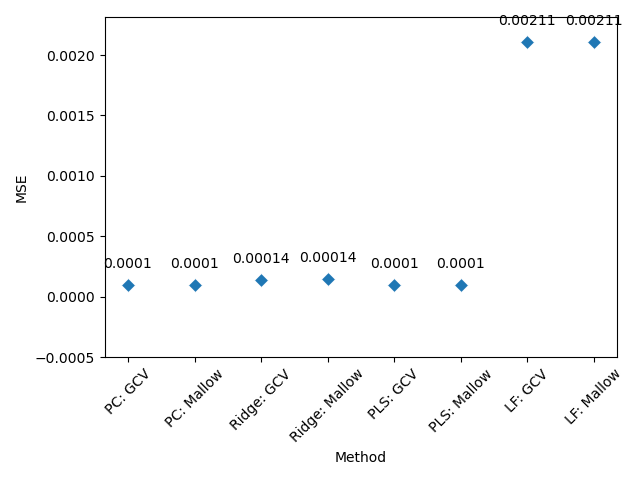 0.00211 0.00211
0.0020
0.0015
0.0010
0.0005
0.0000
−0.0005
MSE
0.0001 0.0001 0.00014 0.00014 0.0001 0.0001
PC: GCV
PC: Mallow
Ridge: GCV
Ridge: Mallow
PLS: GCV
PLS: Mallow
LF: GCV
LF: Mallow
Method